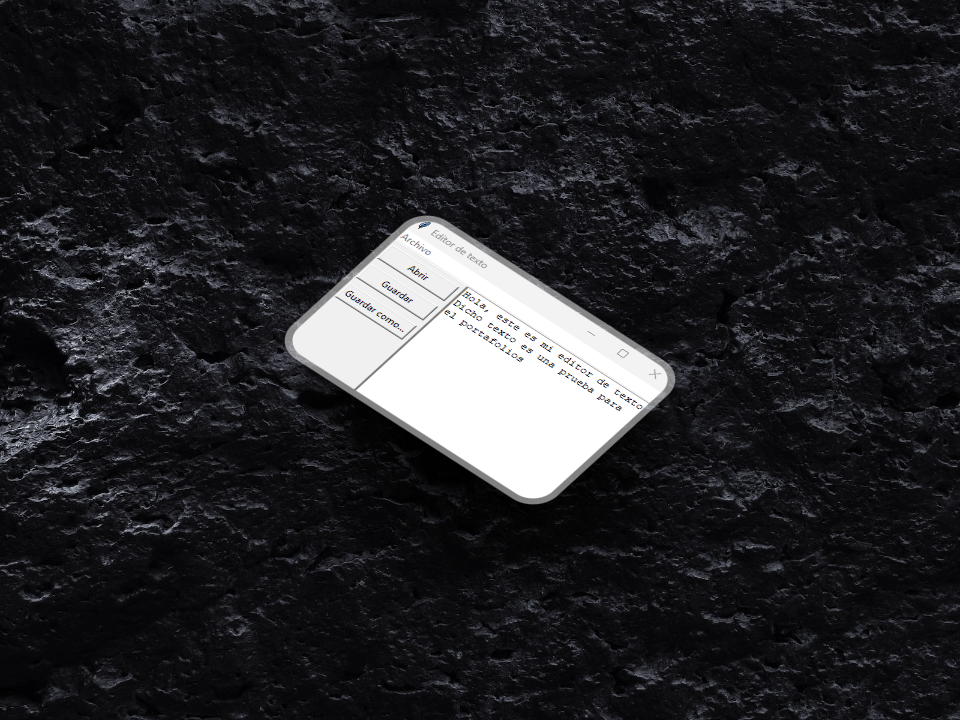 Editor de texto
Archivo
Abrir
Guardar
Guardar como...
Hola, este es mi editor de texto
Dicho texto es una prueba para
el portafolios